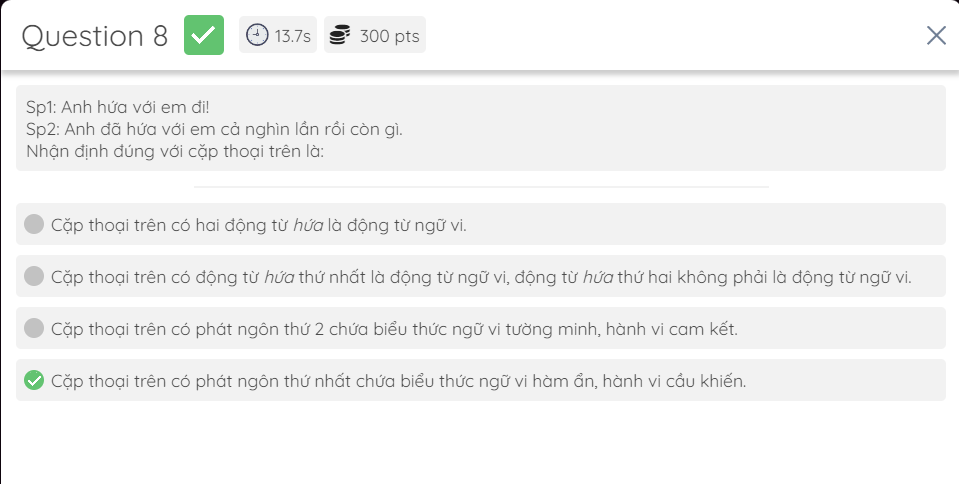 Question 8
13.7s
300 pts
Sp1: Anh hứa với em đi!
Sp2: Anh đã hứa với em cả nghìn lần rồi còn gì.
Nhận định đúng với cặp thoại trên là:
Cặp thoại trên có hai động từ hứa là động từ ngữ vi.
Cặp thoại trên có động từ hứa thứ nhất là động từ ngữ vi, động từ hứa thứ hai không phải là động từ ngữ vi.
Cặp thoại trên có phát ngôn thứ 2 chứa biểu thức ngữ vi tường minh, hành vi cam kết.
Cặp thoại trên có phát ngôn thứ nhất chứa biểu thức ngữ vi hàm ẩn, hành vi cầu khiến.